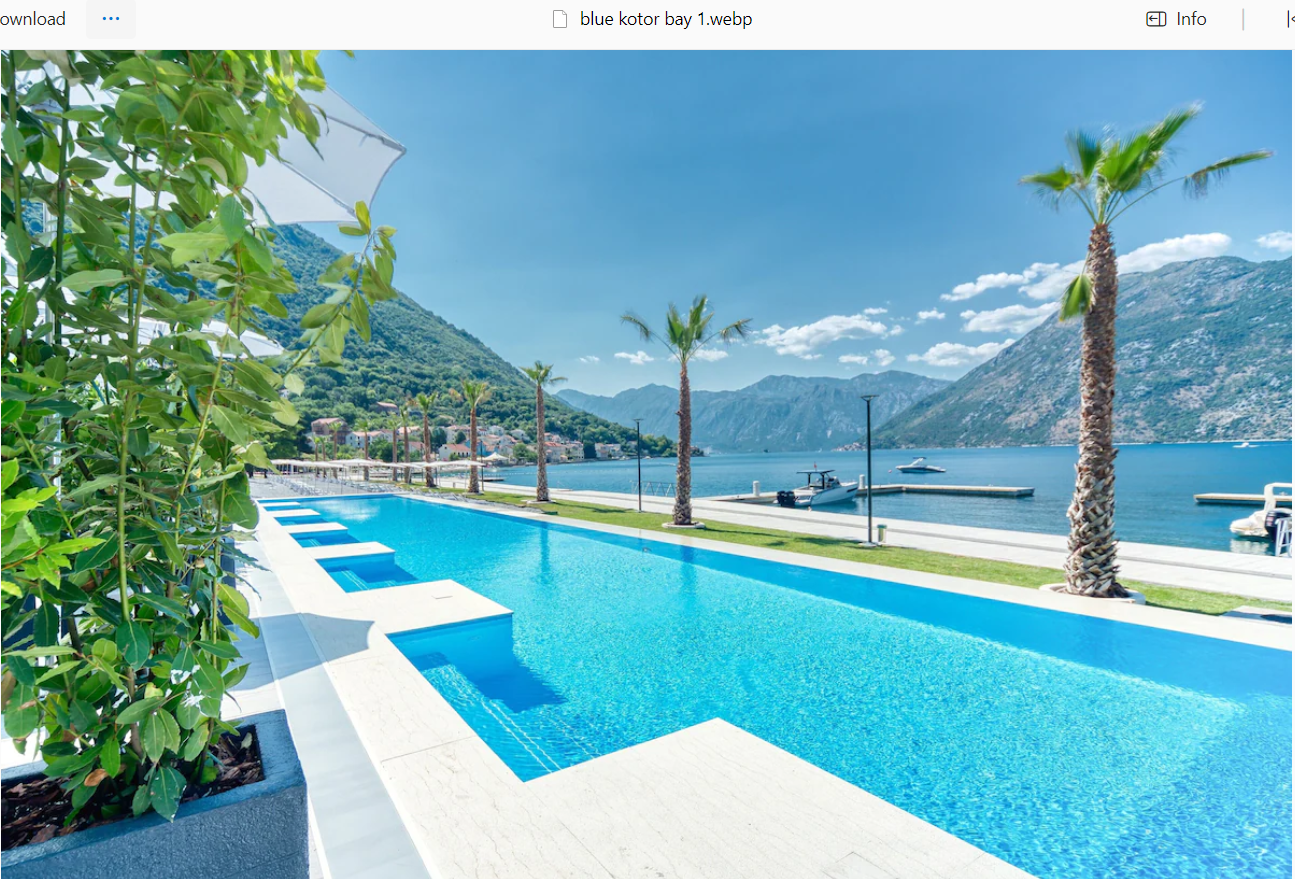 ownload
...
blue kotor bay 1.webp
Info